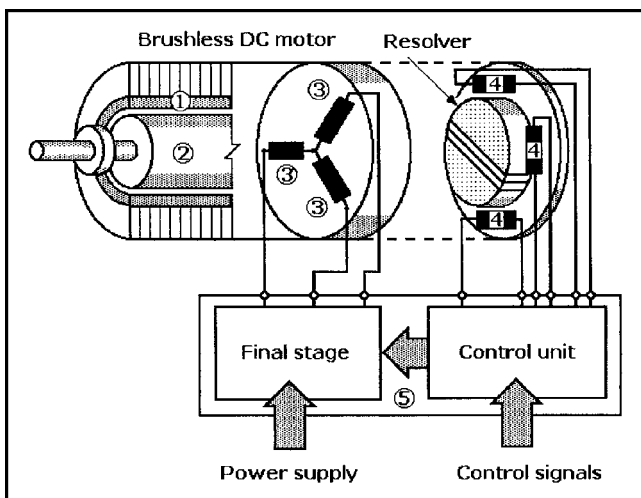 Brushless DC motor
Resolver
①
②
③
③
③
4
4
4
Final stage
Control unit
⑤
Power supply
Control signals